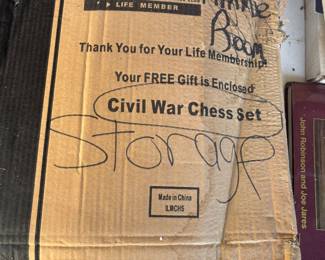 LIFE MEMBER
Room
Thank You for Your Life Membership!
Your FREE Gift is Enclosed
Civil War Chess Set
Storage
Made in China
ILMCHS
John Robinson and Joe Jares